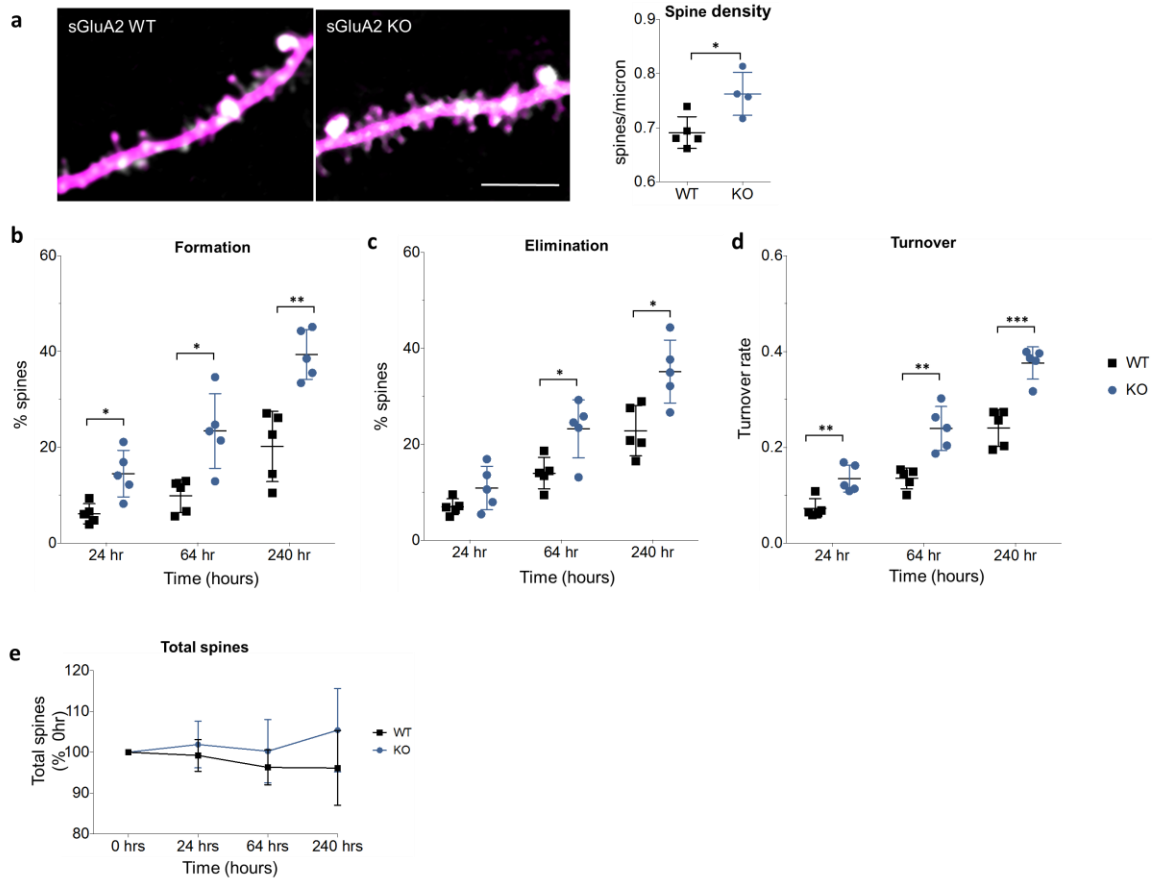 a
sGluA2 WT
sGluA2 KO
Spine density
*
spines/micron
0.9
0.8
0.7
0.6
WT KO
b
Formation
% spines
60
40
20
0
*
*
**
24 hr 64 hr 240 hr
Time (hours)
c
Elimination
% spines
60
40
20
0
*
*
24 hr 64 hr 240 hr
Time (hours)
d
Turnover
Turnover rate
0.6
0.4
0.2
0.0
**
**
***
24 hr 64 hr 240 hr
Time (hours)
WT
KO
e
Total spines
Total spines
(% 0hr)
120
110
100
90
80
0 hrs 24 hrs 64 hrs 240 hrs
Time (hours)
WT
KO